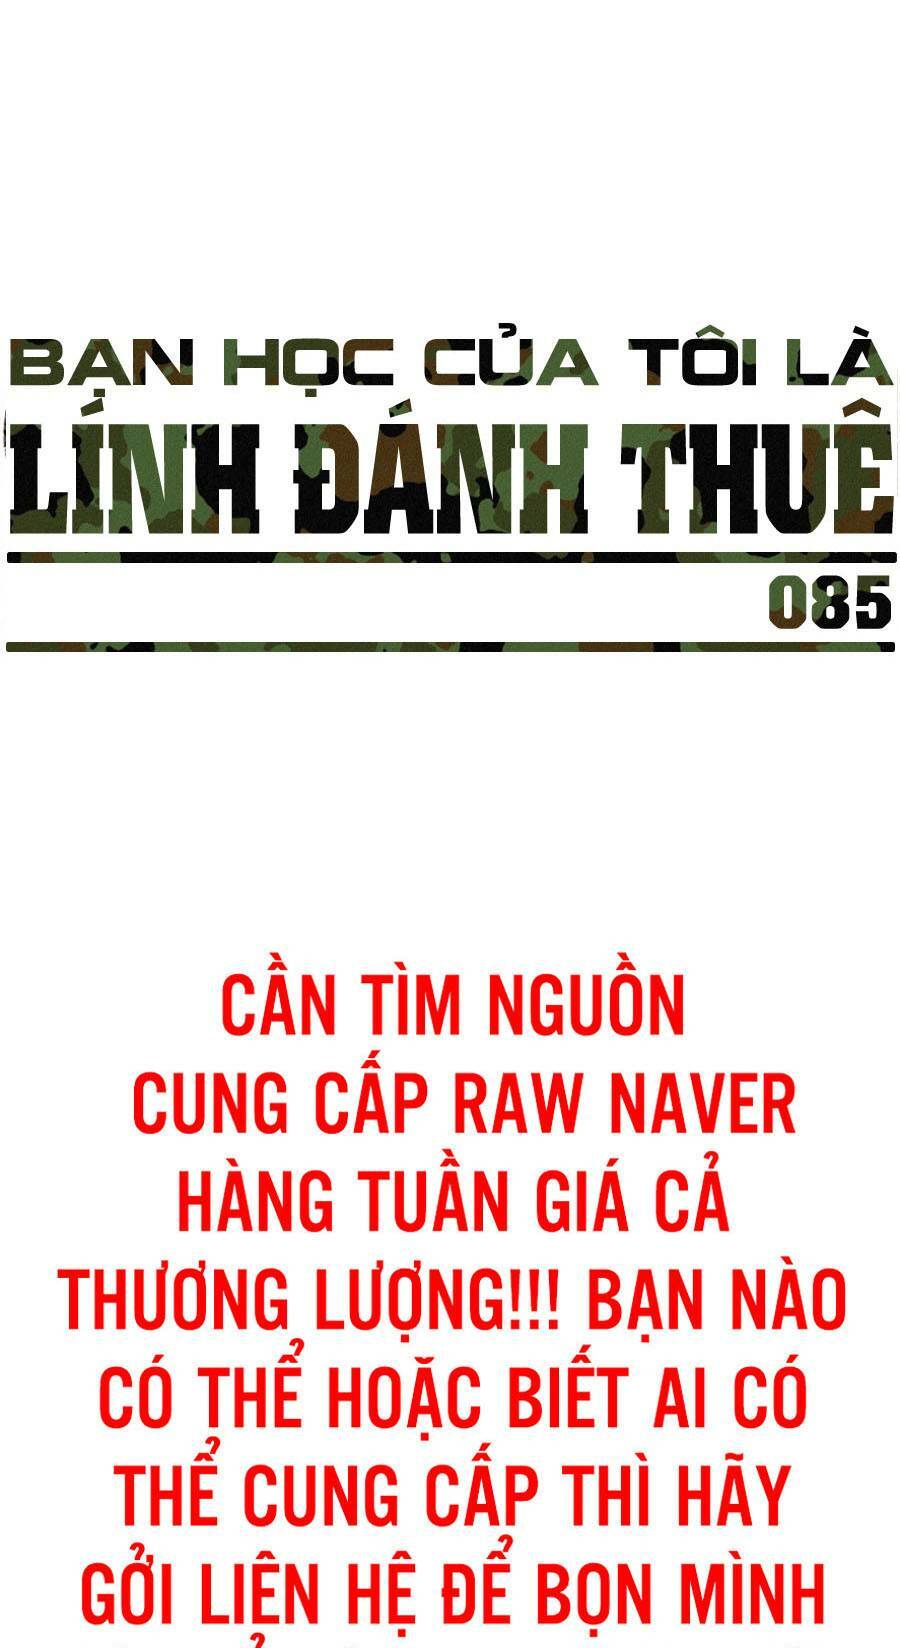 BẠN HỌC CỦA TÔI LÀ
LÍNH ĐÁNH THUÊ
085
CẦN TÌM NGUỒN
CUNG CẤP RAW NAVER
HÀNG TUẦN GIÁ CẢ
THƯƠNG LƯỢNG!!! BẠN NÀO
CÓ THỂ HOẶC BIẾT AI CÓ
THỂ CUNG CẤP THÌ HÃY
GỞI LIÊN HỆ ĐỂ BỌN MÌNH